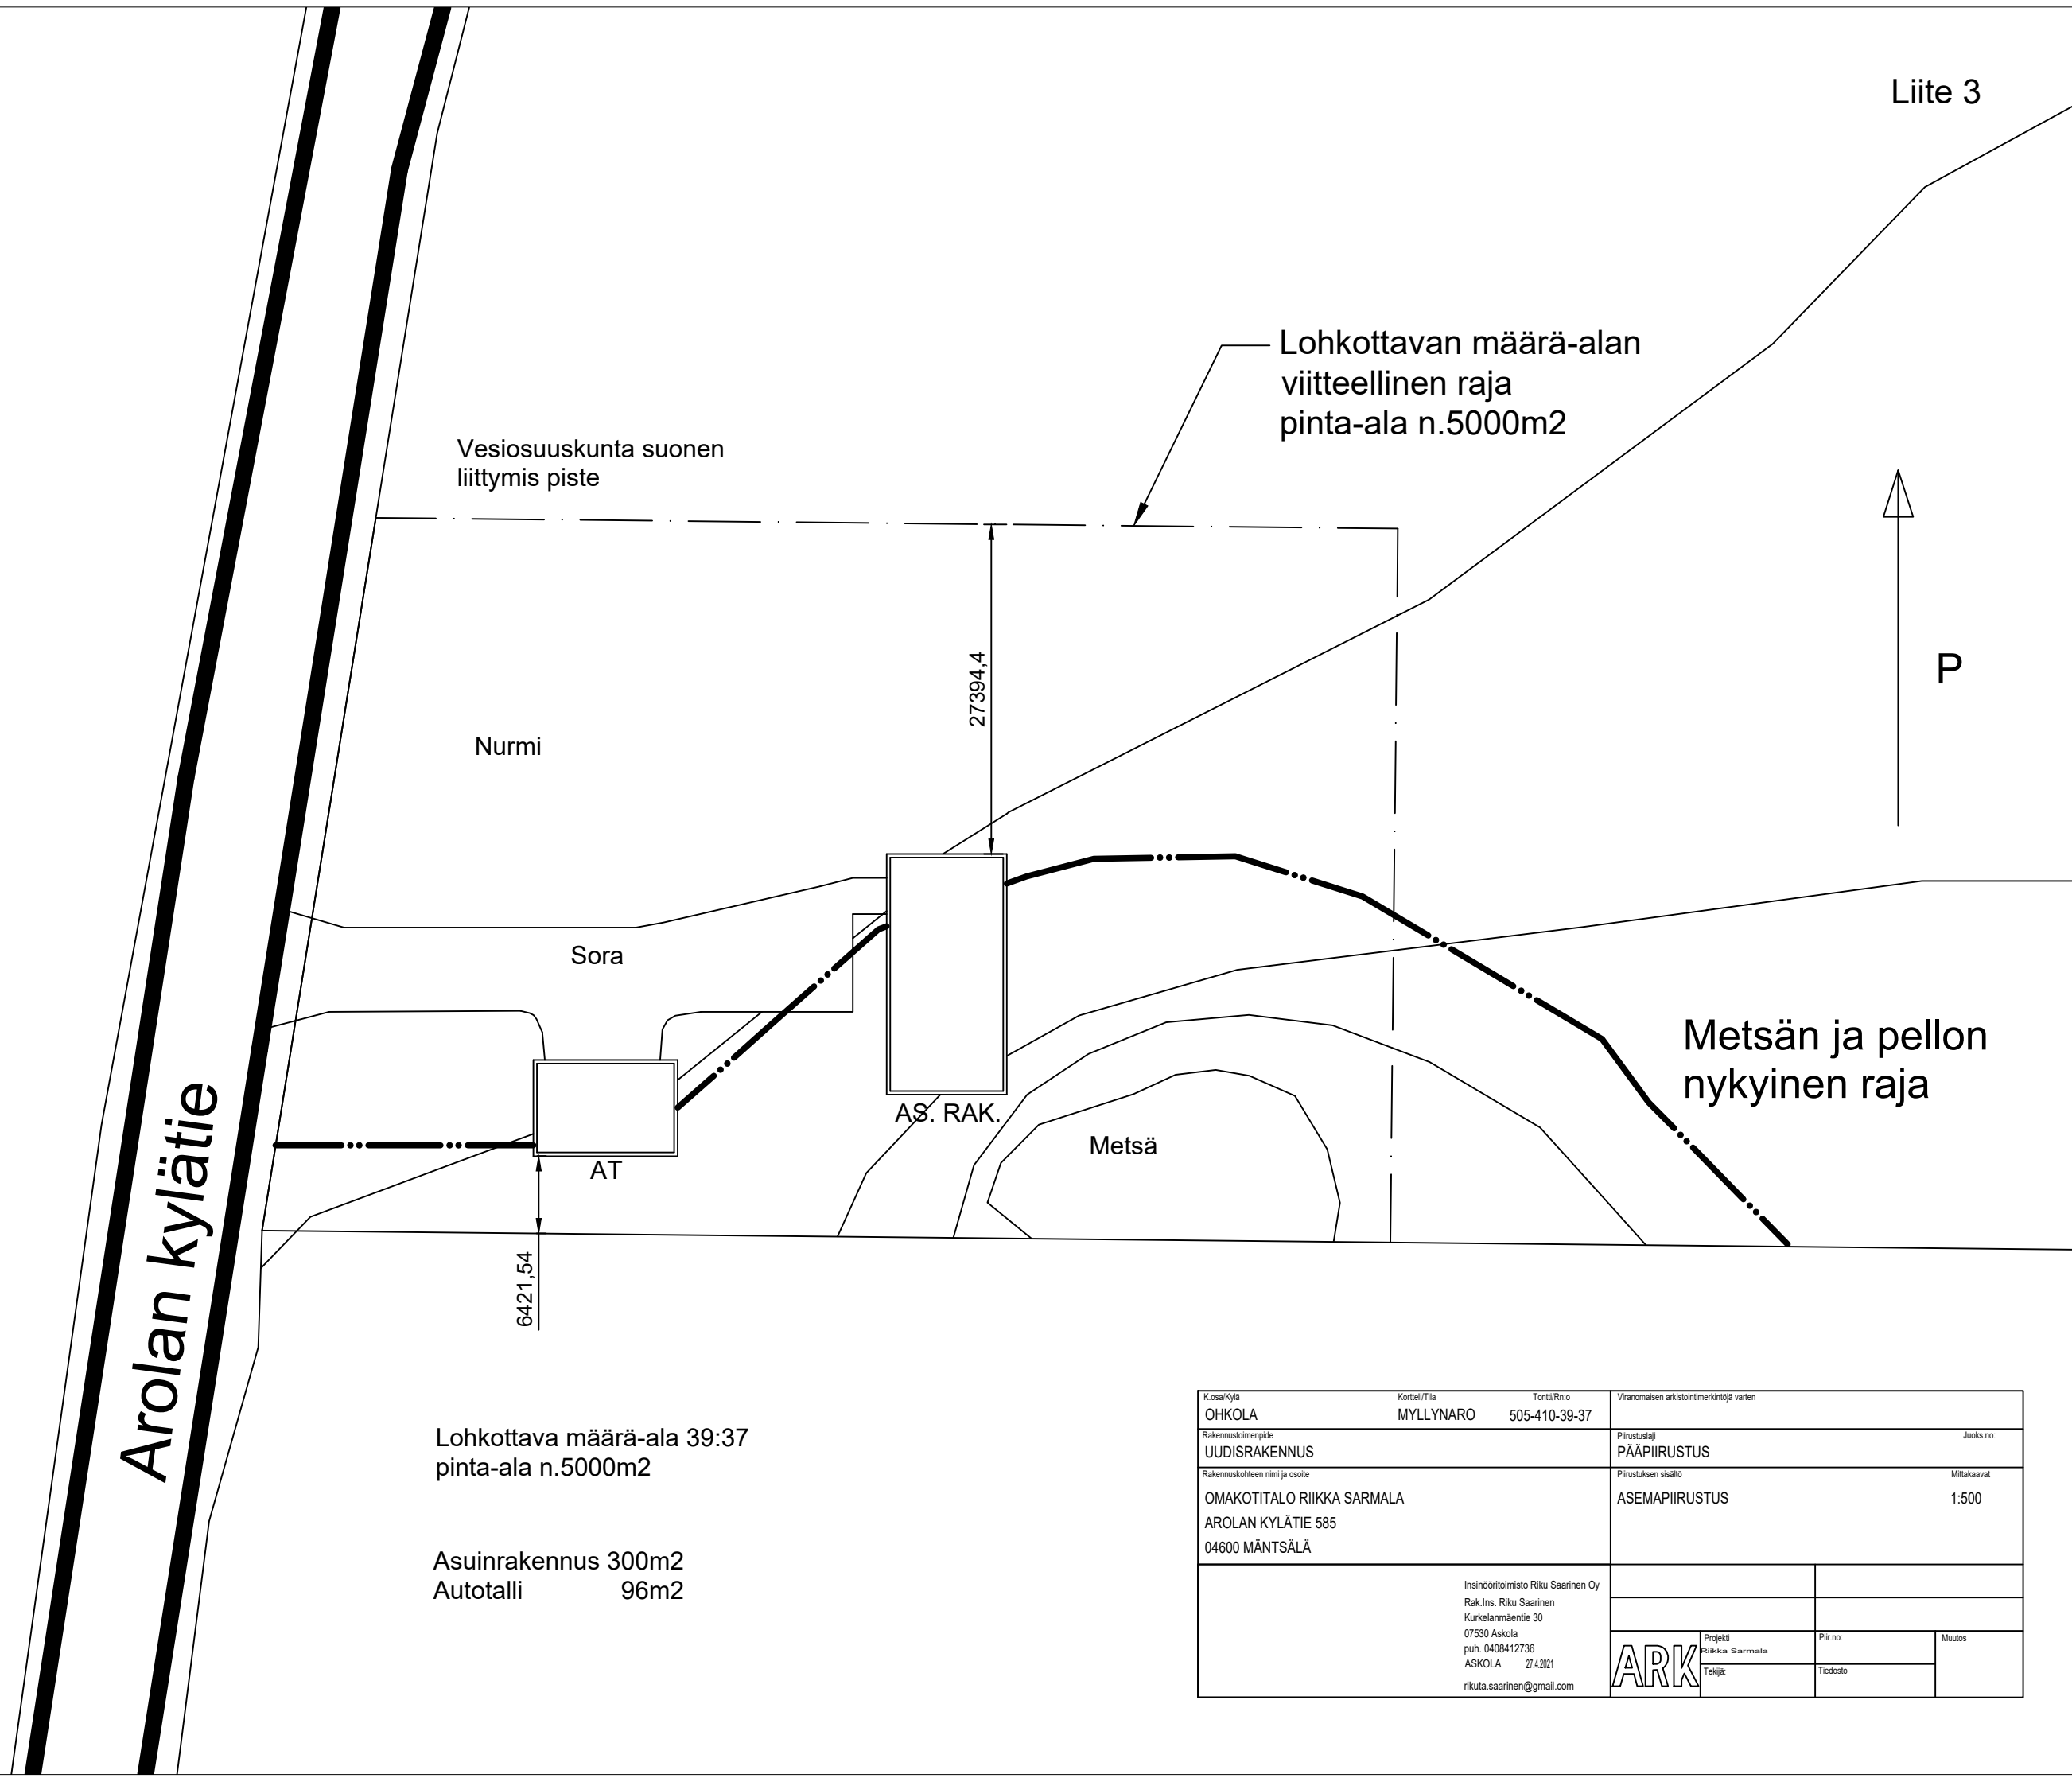 Liite 3
Lohkottavan määrä-alan
viitteellinen raja
pinta-ala n.5000m2
Vesiosuuskunta suonen
liittymis piste
27394,4
P
Nurmi
Sora
Metsän ja pellon
nykyinen raja
AS. RAK.
Metsä
AT
Arolan kylätie
6421,54
Lohkottava määrä-ala 39:37
pinta-ala n.5000m2
Asuinrakennus 300m2
Autotalli 96m2
K.osa/Kylä Kortteli/Tila Tontti/Rn:o Viranomaisen arkistointimerkintöjä varten
OHKOLA MYLLYNARO 505-410-39-37
Rakennustoimenpide Piirustuslaji Juoks.no:
UUDISRAKENNUS PÄÄPIIRUSTUS
Rakennuskohteen nimi ja osoite Piirustuksen sisältö Mittakaavat
OMAKOTITALO RIIKKA SARMALA ASEMAPIIRUSTUS 1:500
AROLAN KYLÄTIE 585
04600 MÄNTSÄLÄ
Insinööritoimisto Riku Saarinen Oy
Rak.Ins. Riku Saarinen
Kurkelanmäentie 30
07530 Askola
puh. 0408412736
ASKOLA 27.4.2021
rikuta.saarinen@gmail.com
ARK
Projekti Piir.no: Muutos
Riikka Sarmala
Tekijä: Tiedosto